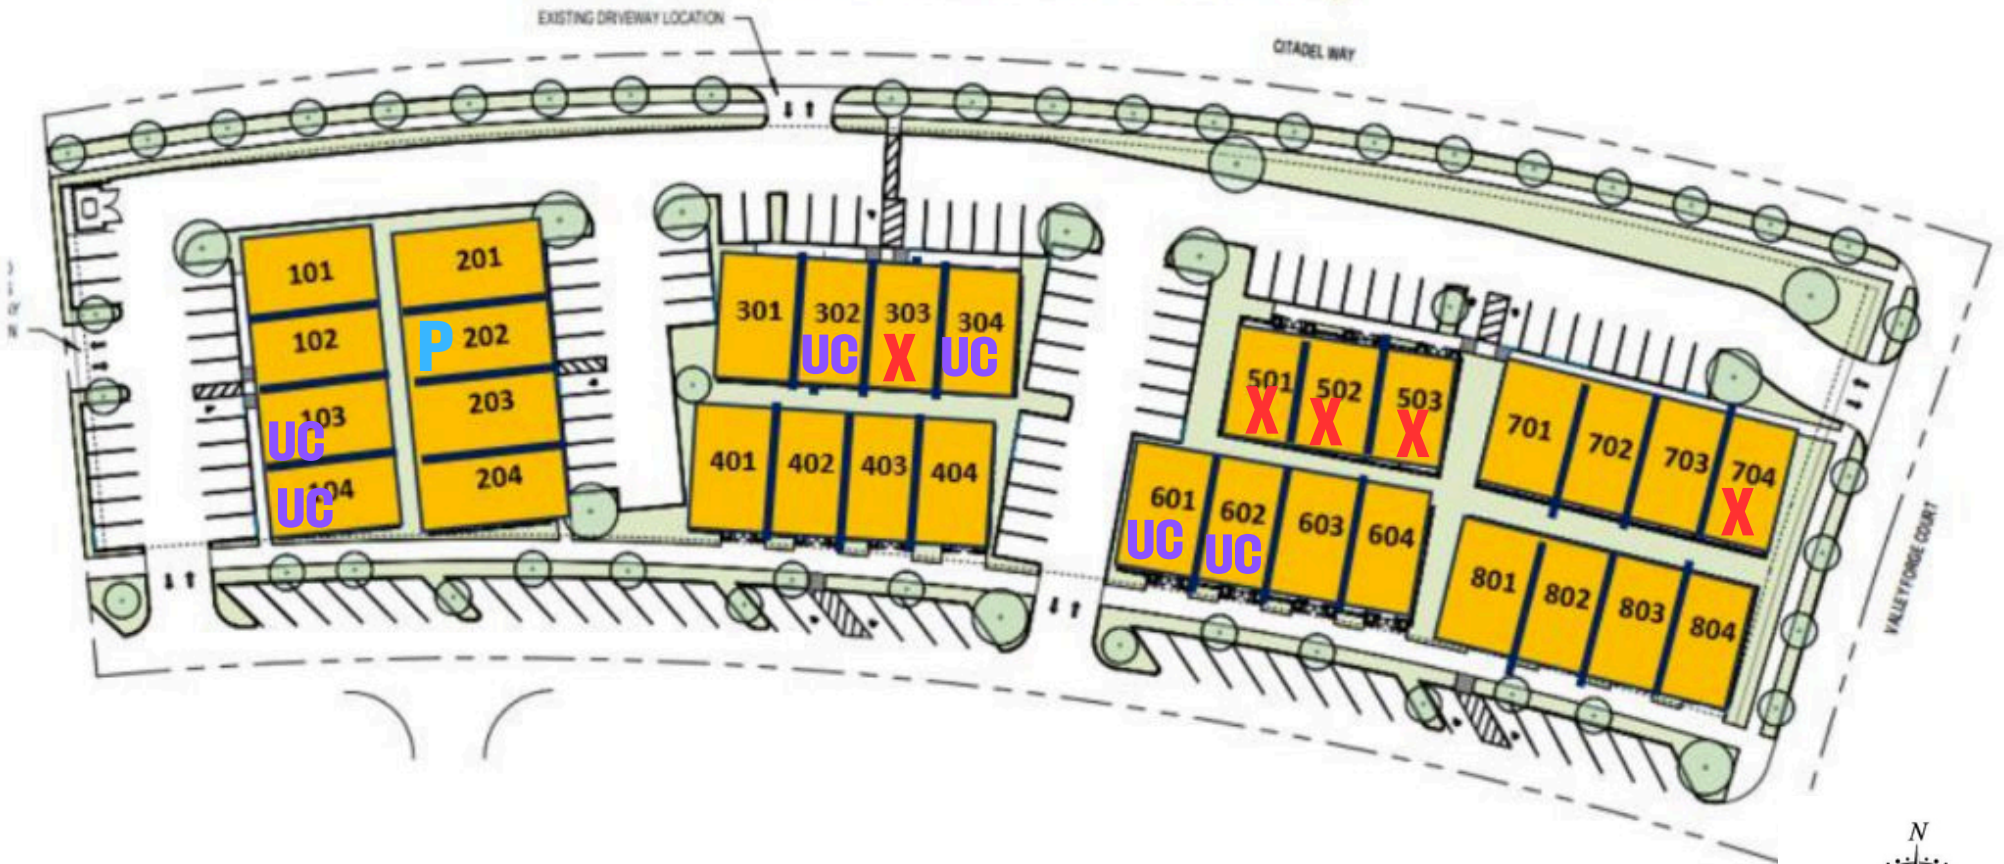 EXISTING DRIVEWAY LOCATION
CITADEL WAY
101
201
102
P 202
UC 103
203
UC 104
204
301
302 UC
303 X
304 UC
401
402
403
404
501 X
502 X
503 X
601 UC
602 UC
603
604
701
702
703
704 X
801
802
803
804
VALLEY FORGE COURT
N